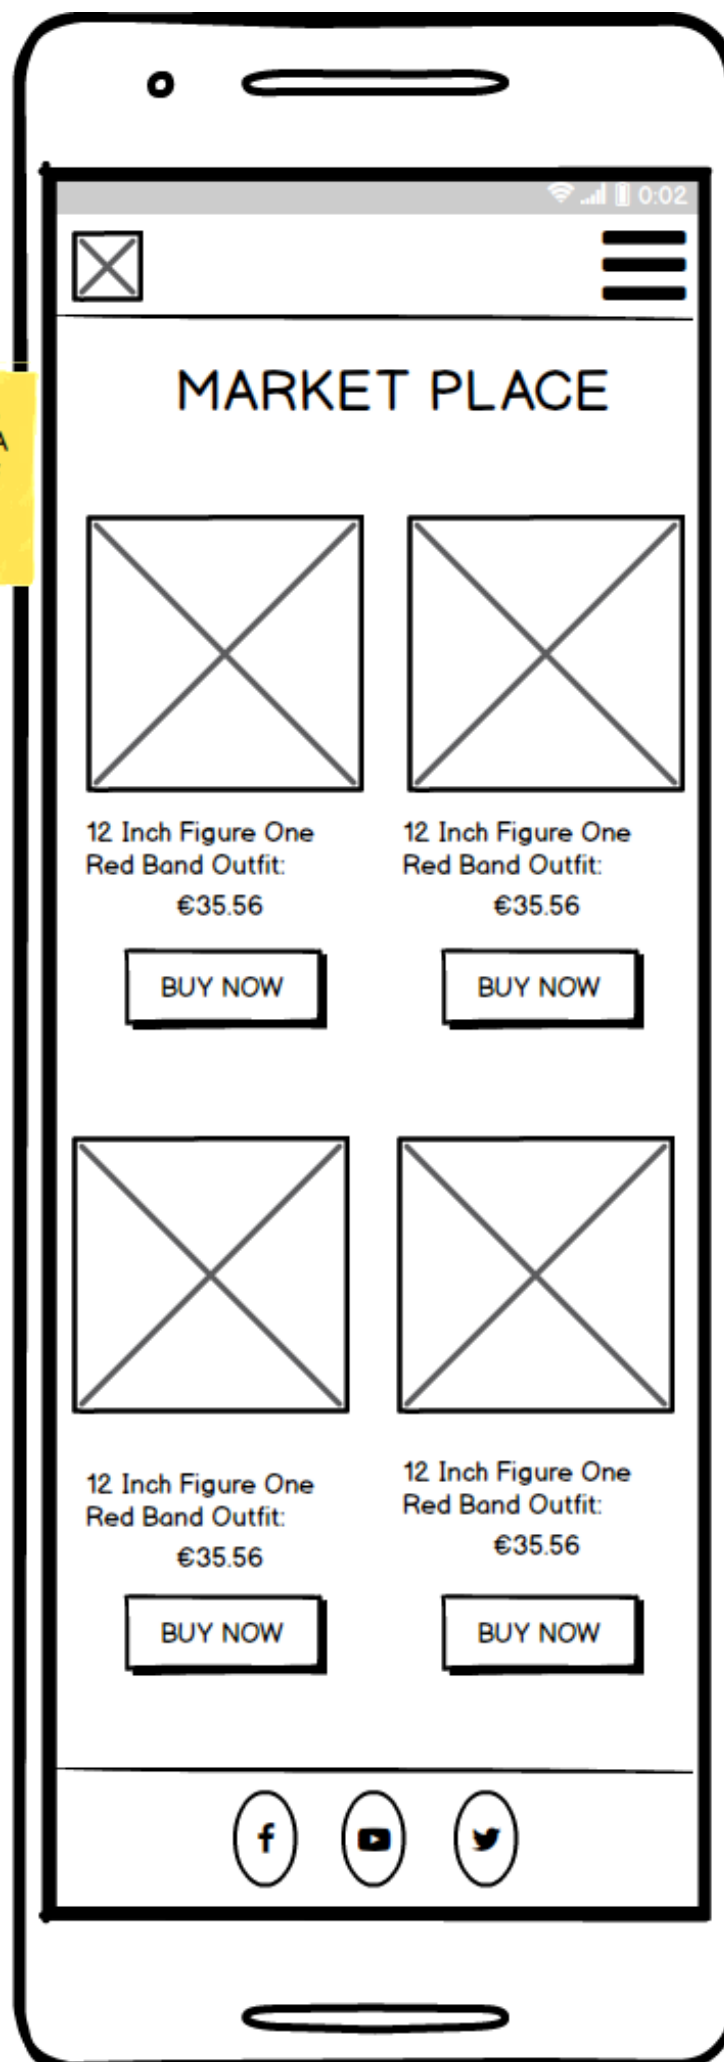 0:02
MARKET PLACE
A
12 Inch Figure One
Red Band Outfit:
€35.56
BUY NOW
12 Inch Figure One
Red Band Outfit:
€35.56
BUY NOW
12 Inch Figure One
Red Band Outfit:
€35.56
BUY NOW
12 Inch Figure One
Red Band Outfit:
€35.56
BUY NOW